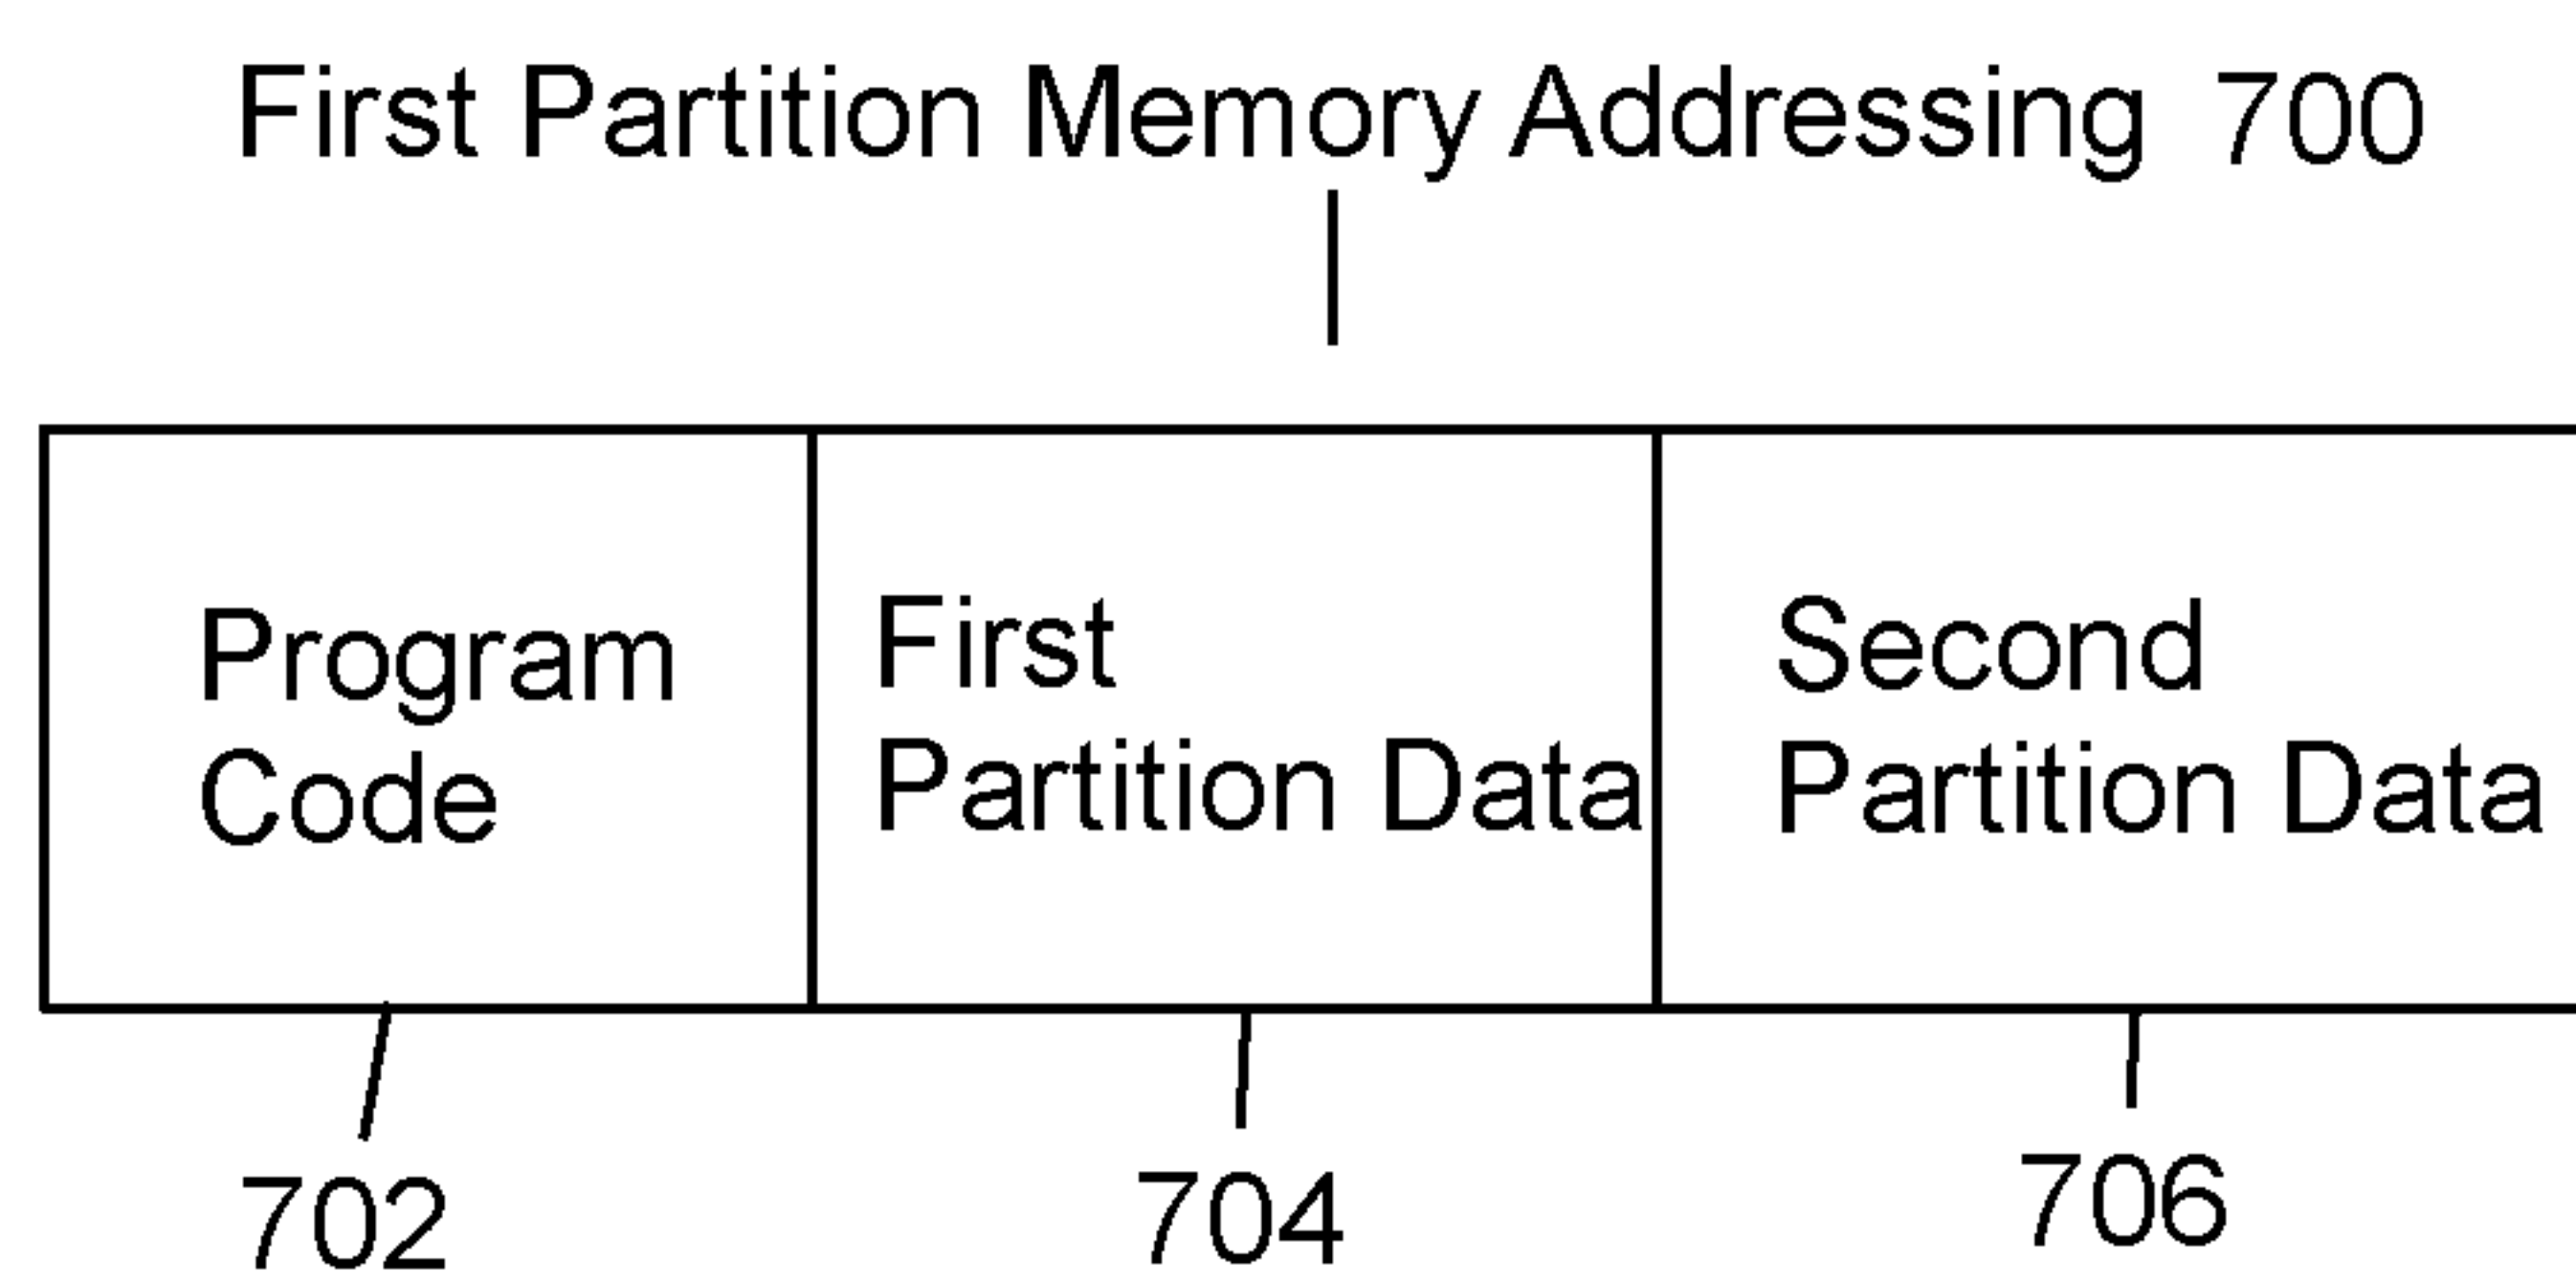 First Partition Memory Addressing 700
Program
Code
First
Partition Data
Second
Partition Data
702
704
706